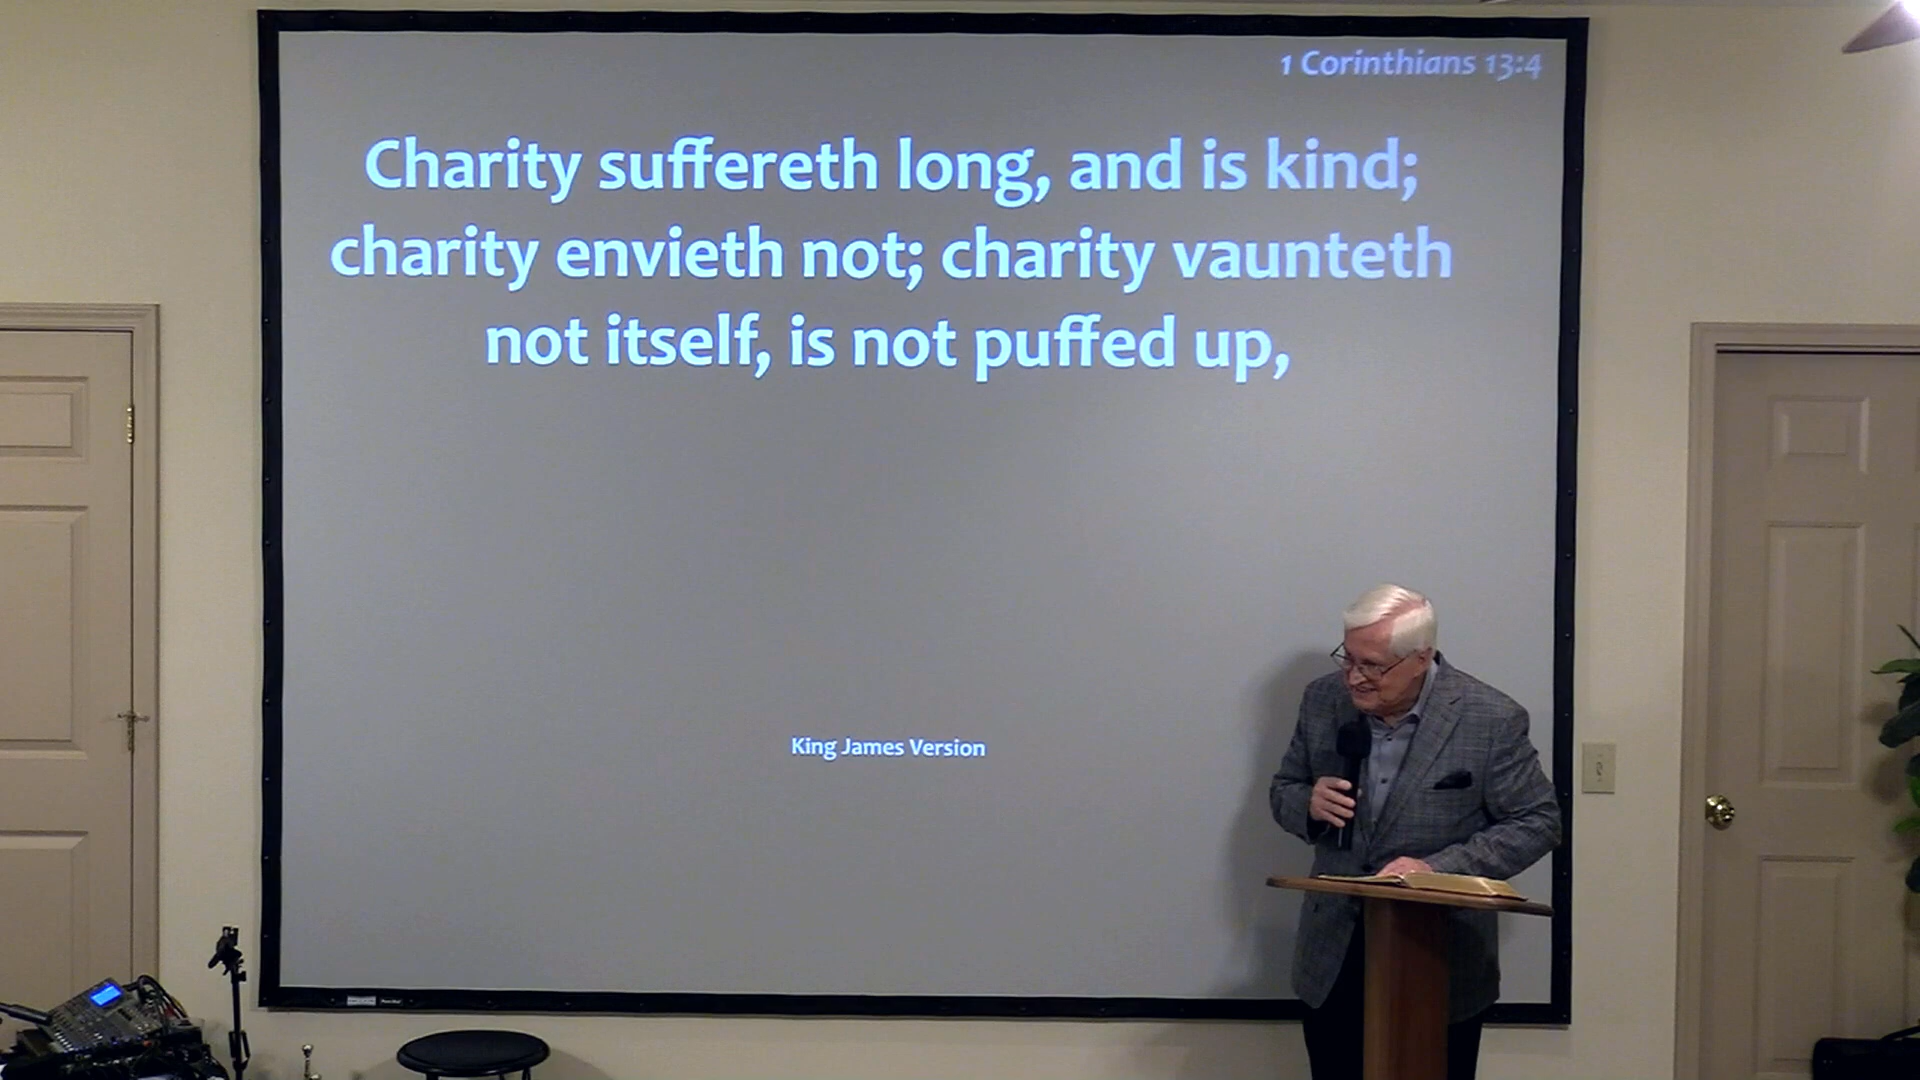 1 Corinthians 13:4
Charity suffereth long, and is kind;
charity envieth not; charity vaunteth
not itself, is not puffed up,
King James Version